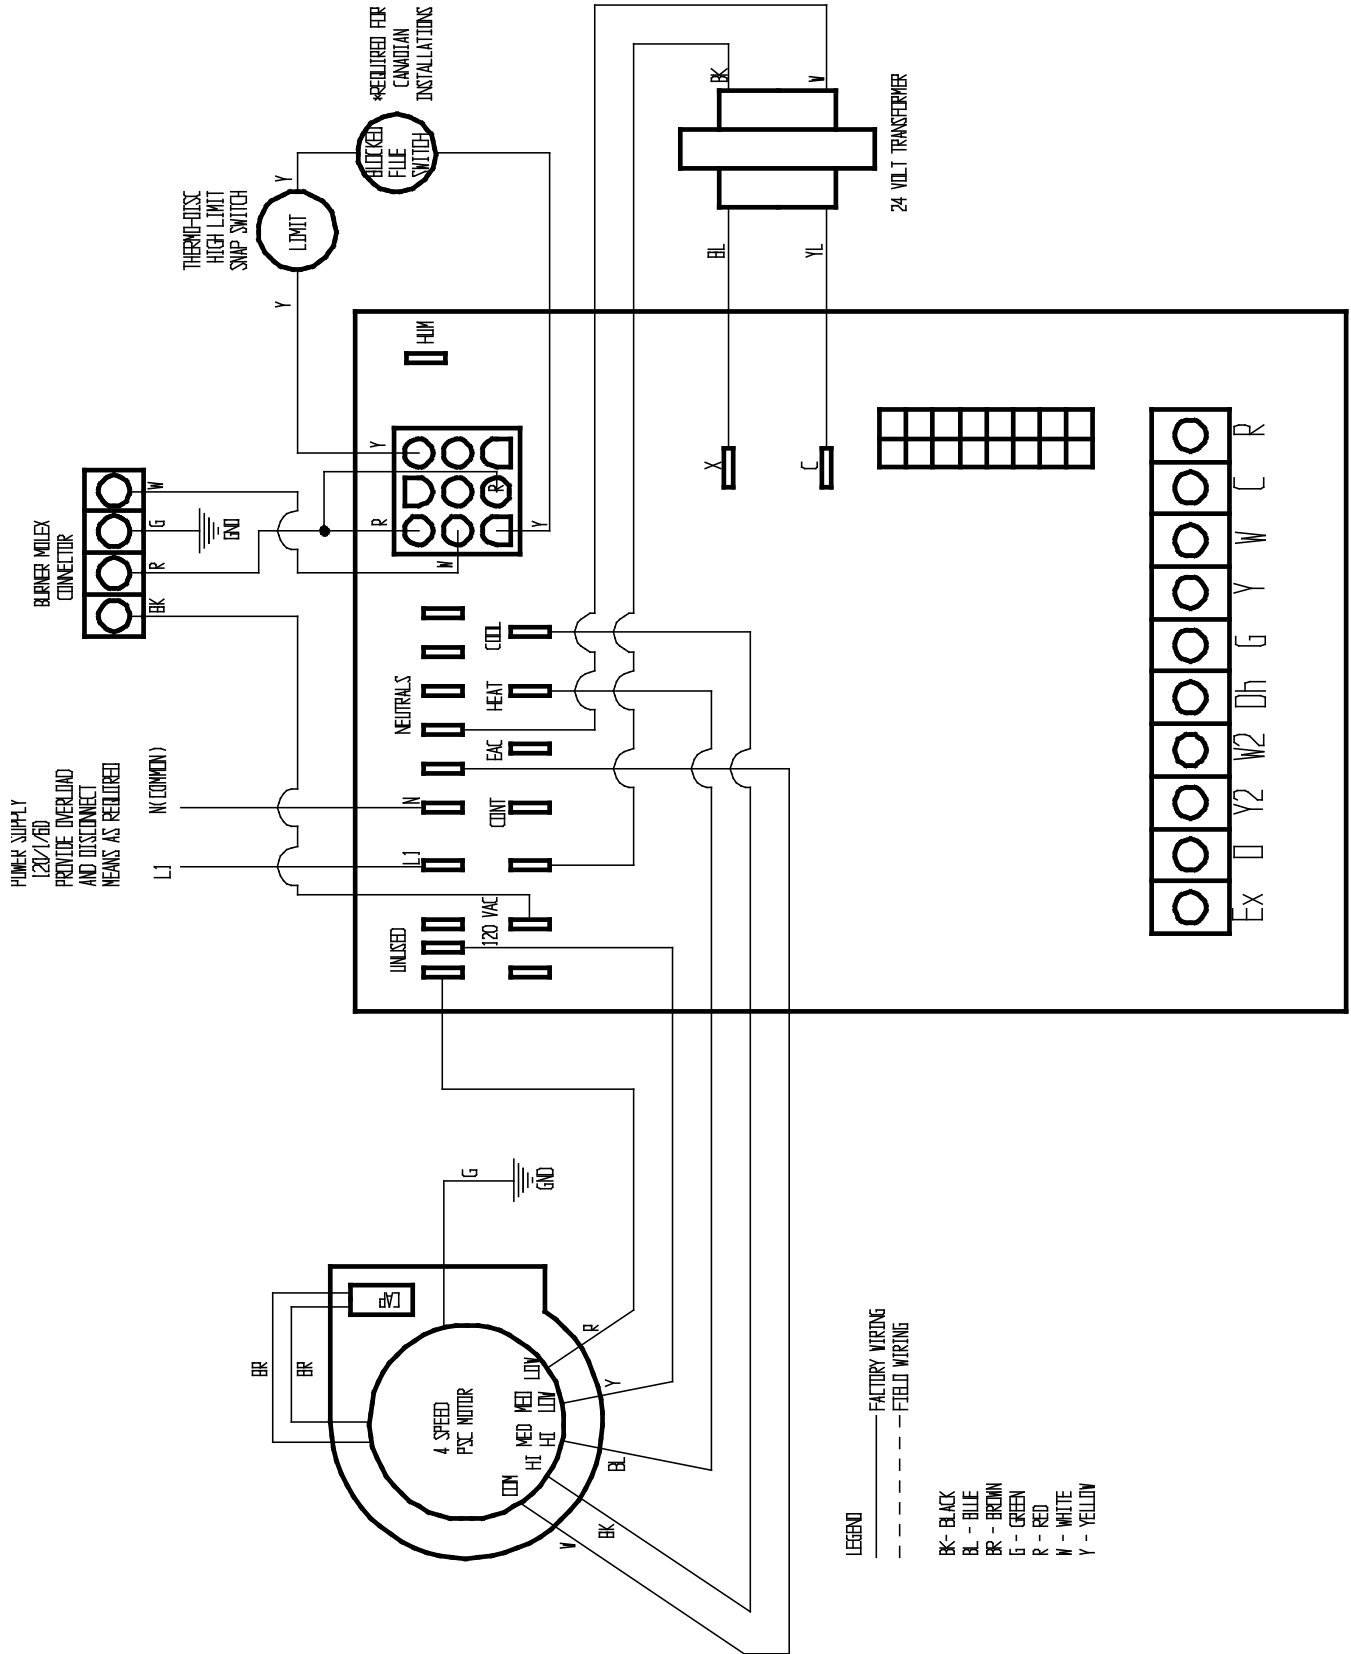 *REQUIRED FOR
CANADIAN
INSTALLATIONS
BLOCKED
FLUE
SWITCH
Y
THERMO-DISC
HIGH LIMIT
SNAP SWITCH
LIMIT
Y
BK
W
24 VOLT TRANSFORMER
BL
YL
HUM
X
C
Y
R
R
W
Y
BURNER MOLEX
CONNECTOR
W
G
R
BK
GND
POWER SUPPLY
120/1/60
PROVIDE OVERLOAD
AND DISCONNECT
MEANS AS REQUIRED
N(COMMON)
L1
NEUTRALS
N
L1
UNUSED
COOL
HEAT
EAC
CONT
120 VAC
R
C
W
Y
G
Dh
W2
Y2
O
Ex
G
GND
CAP
BR
BR
4 SPEED
PSC MOTOR
LOW
MED
LOW
MED
HI
HI
COM
R
Y
BL
BK
W
LEGEND
FACTORY WIRING
FIELD WIRING
BK- BLACK
BL - BLUE
BR - BROWN
G - GREEN
R - RED
W - WHITE
Y - YELLOW